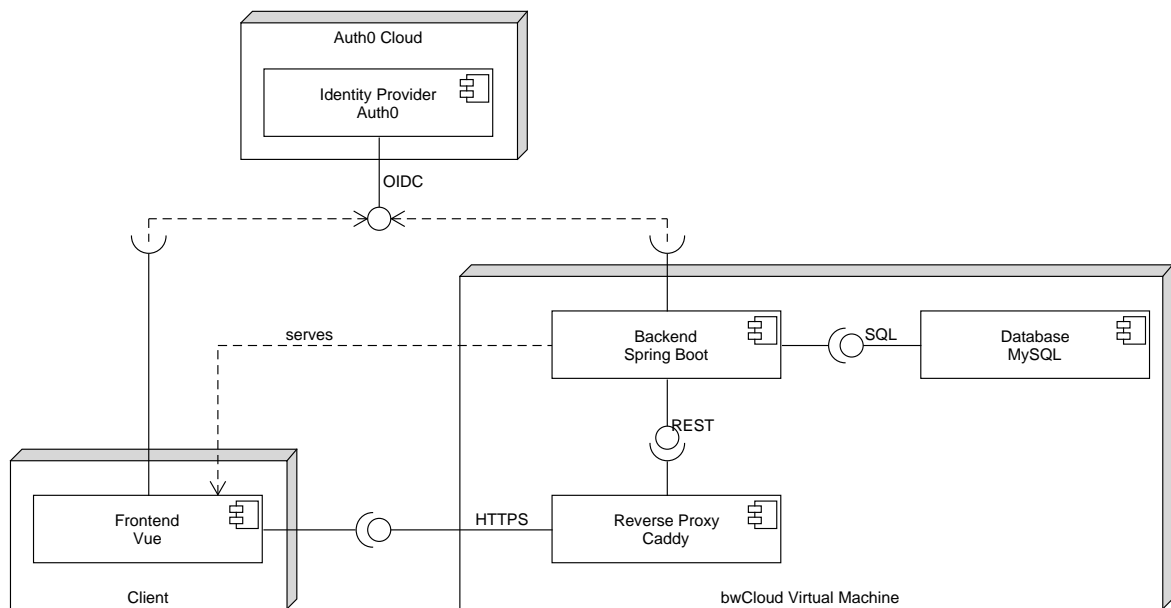 Auth0 Cloud
Identity Provider
Auth0
OIDC
serves
Backend
Spring Boot
SQL
Database
MySQL
REST
Frontend
Vue
HTTPS
Reverse Proxy
Caddy
Client
bwCloud Virtual Machine